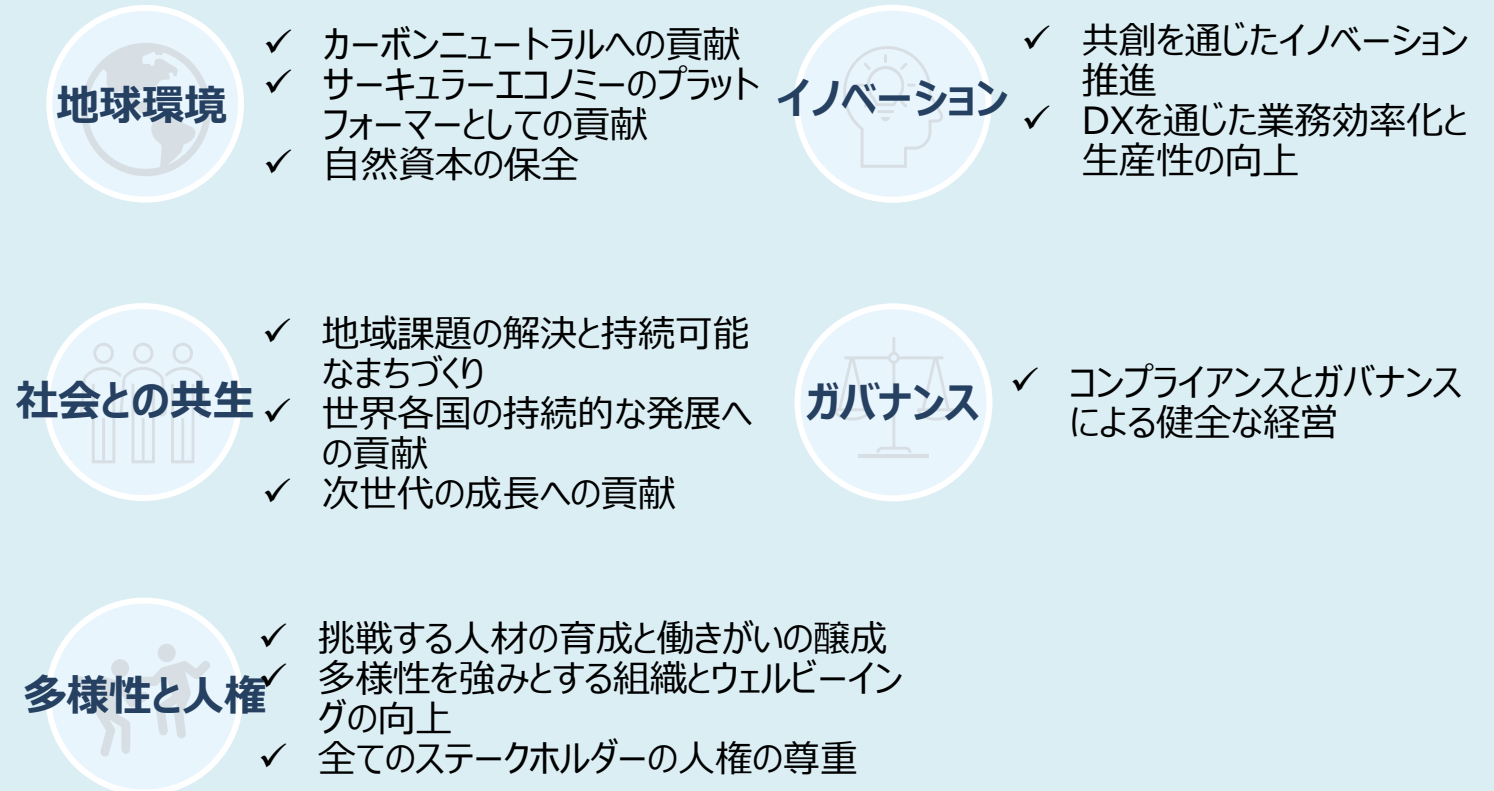 地球環境
✓ カーボンニュートラルへの貢献
✓ サーキュラーエコノミーのプラット
フォーマーとしての貢献
✓ 自然資本の保全
イノベーション
✓ 共創を通じたイノベーション
推進
✓ DXを通じた業務効率化と
生産性の向上
社会との共生
✓ 地域課題の解決と持続可能
なまちづくり
✓ 世界各国の持続的な発展へ
の貢献
✓ 次世代の成長への貢献
ガバナンス
✓ コンプライアンスとガバナンス
による健全な経営
多様性と人権
✓ 挑戦する人材の育成と働きがいの醸成
✓ 多様性を強みとする組織とウェルビーイン
グの向上
✓ 全てのステークホルダーの人権の尊重